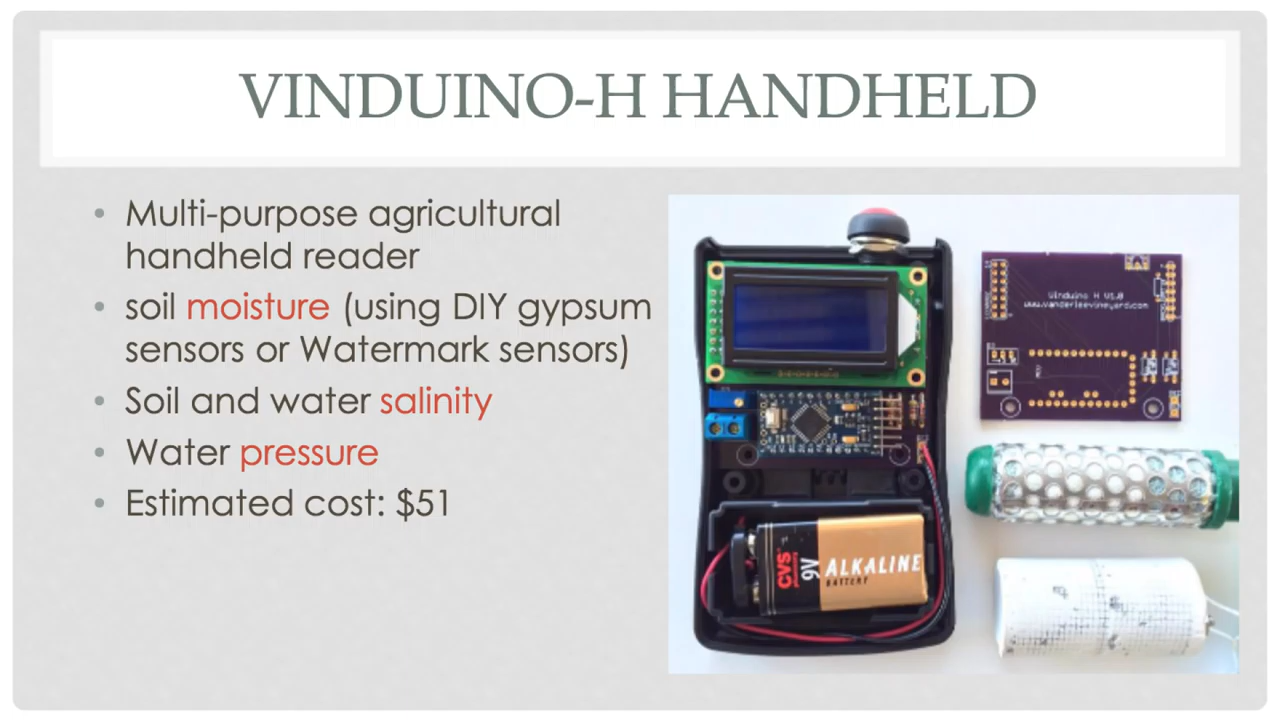 VINDUINO-H HANDHELD
• Multi-purpose agricultural
handheld reader
• soil moisture (using DIY gypsum
sensors or Watermark sensors)
• Soil and water salinity
• Water pressure
• Estimated cost: $51
Vinduino H V1.0
www.vanderleevineyard.com
MCU
CVS
9V
ALKALINE
BATTERY